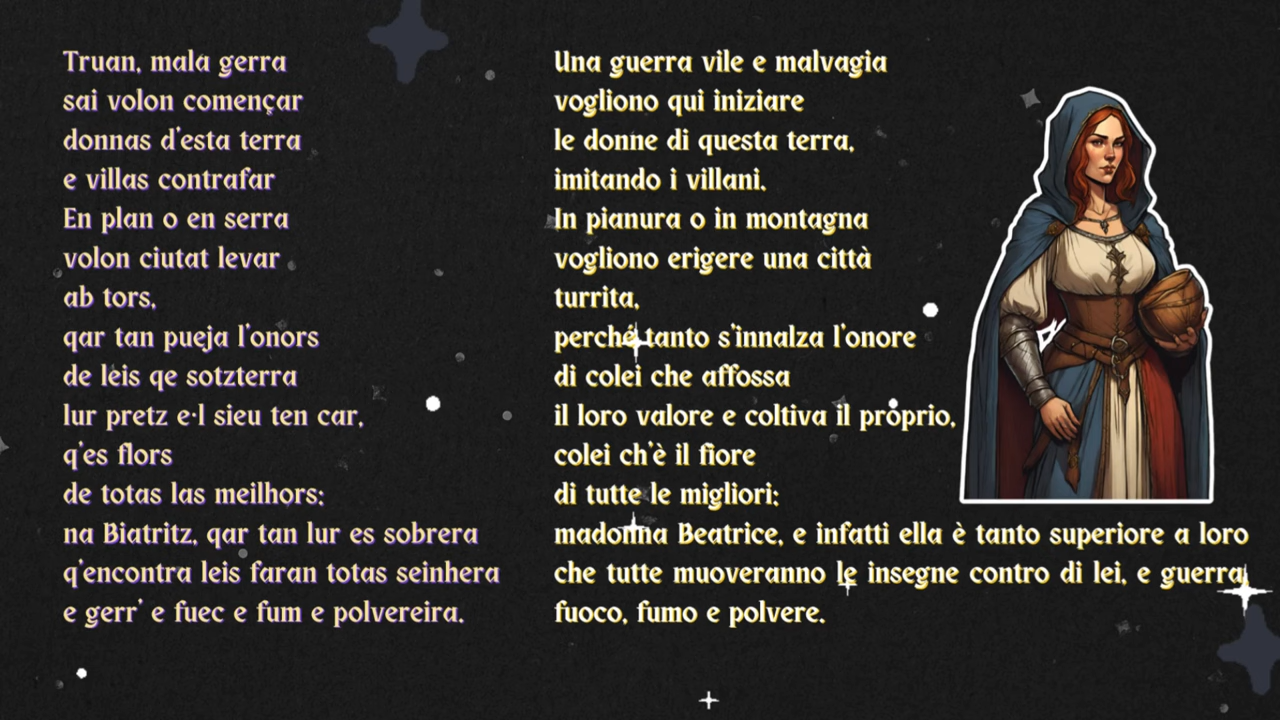 Truan, mala gerra
sai volon començar
donnas d'esta terra
e villas contrafar
En plan o en serra
volon ciutat levar
ab tors,
qar tan pueja l'onors
de leis qe sotzterra
lur pretz e·l sieu ten car,
q'es flors
de totas las meilhors;
na Biatritz, qar tan lur es sobrera
q'encontra leis faran totas seinhera
e gerr' e fuec e fum e polvereira.
Una guerra vile e malvagia
vogliono qui iniziare
le donne di questa terra,
imitando i villani.
In pianura o in montagna
vogliono erigere una città
turrita,
perché tanto s'innalza l'onore
di colei che affossa
il loro valore e coltiva il proprio,
colei ch'è il fiore
di tutte le migliori;
madonna Beatrice, e infatti ella è tanto superiore a loro
che tutte muoveranno le insegne contro di lei, e guerra,
fuoco, fumo e polvere.